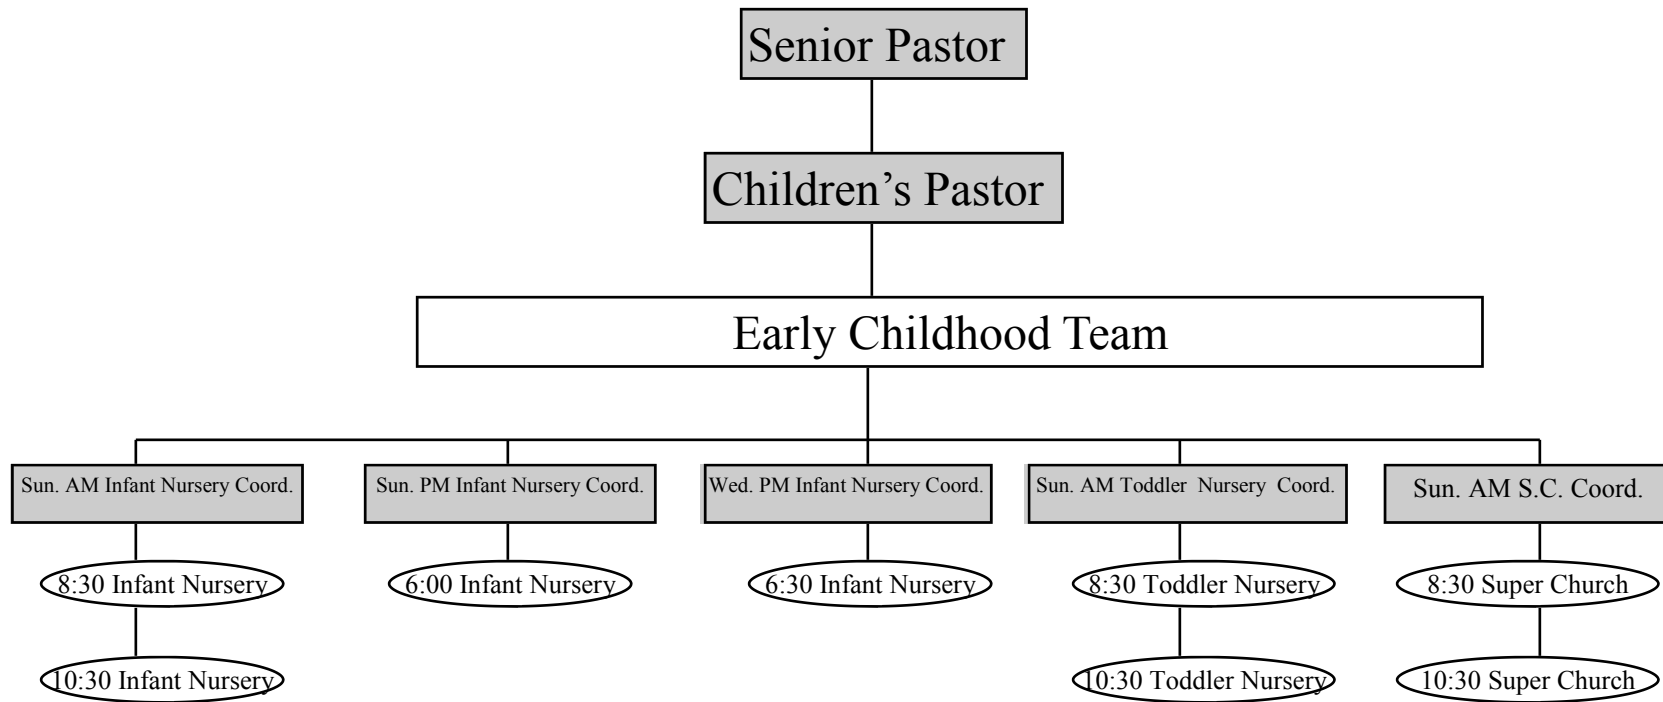 Senior Pastor
Children’s Pastor
Early Childhood Team
Sun. AM Infant Nursery Coord.
Sun. PM Infant Nursery Coord.
Wed. PM Infant Nursery Coord.
Sun. AM Toddler Nursery Coord.
Sun. AM S.C. Coord.
8:30 Infant Nursery
6:00 Infant Nursery
6:30 Infant Nursery
8:30 Toddler Nursery
8:30 Super Church
10:30 Infant Nursery
10:30 Toddler Nursery
10:30 Super Church